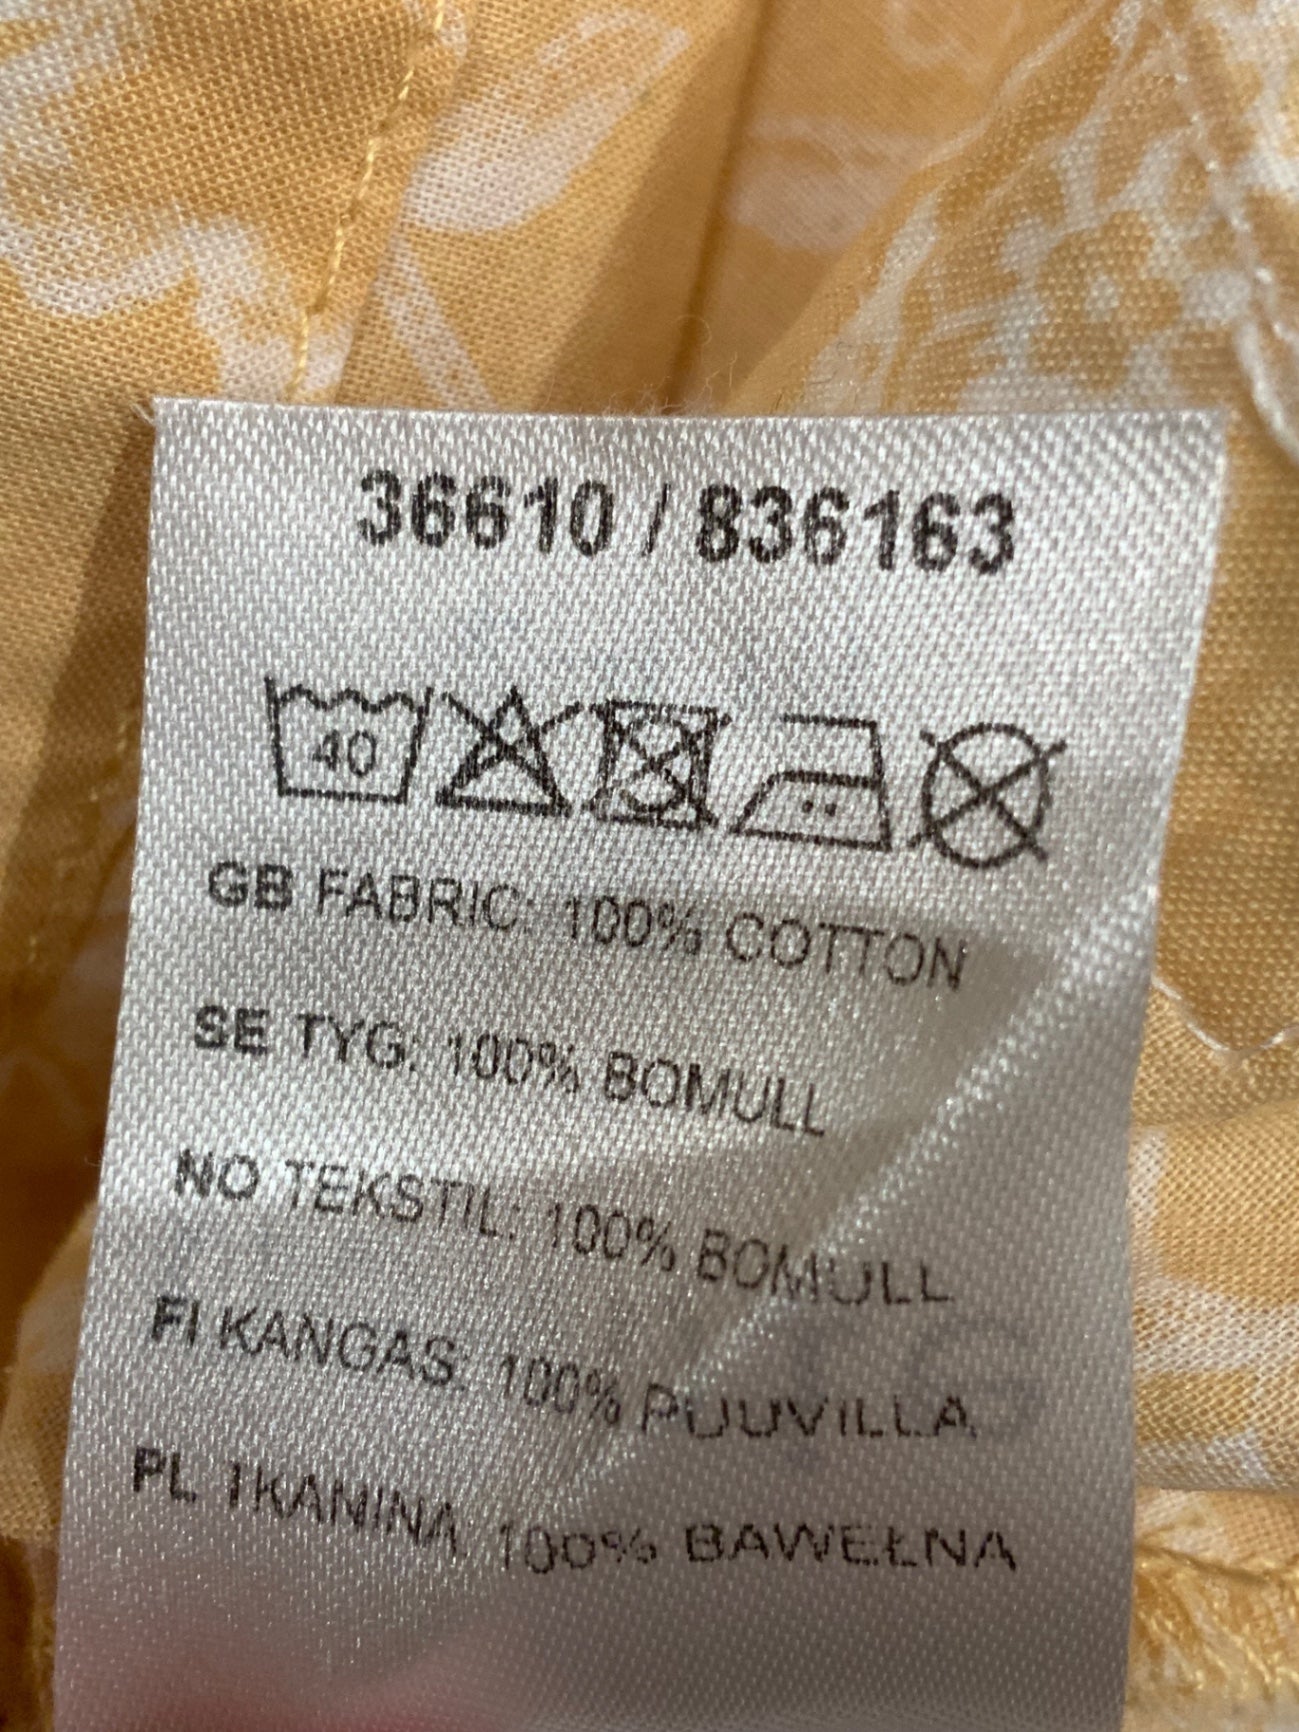 36610 / 836163
40
GB FABRIC: 100% COTTON
SE TYG: 100% BOMULL
NO TEKSTIL: 100% BOMULL
FI KANGAS: 100% PUUVILLA
PL TKANINA: 100% BAWEŁNA